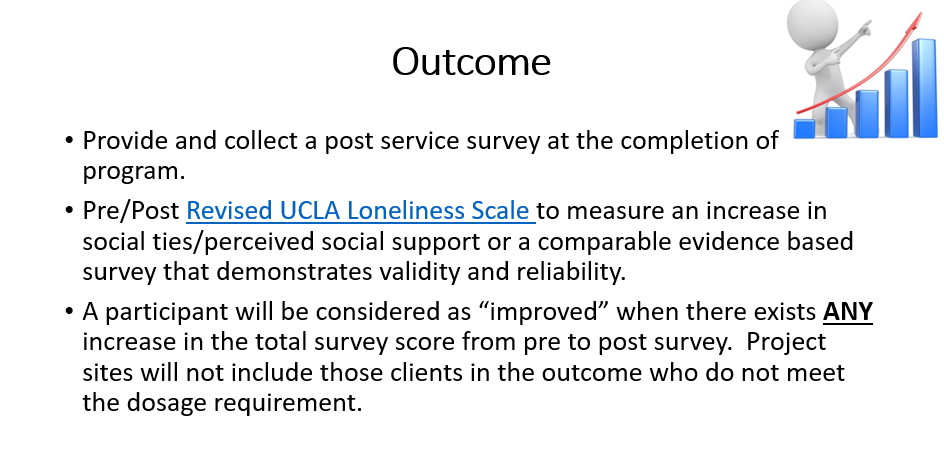 Outcome
• Provide and collect a post service survey at the completion of
program.
• Pre/Post Revised UCLA Loneliness Scale to measure an increase in
social ties/perceived social support or a comparable evidence based
survey that demonstrates validity and reliability.
• A participant will be considered as “improved” when there exists ANY
increase in the total survey score from pre to post survey.  Project
sites will not include those clients in the outcome who do not meet
the dosage requirement.